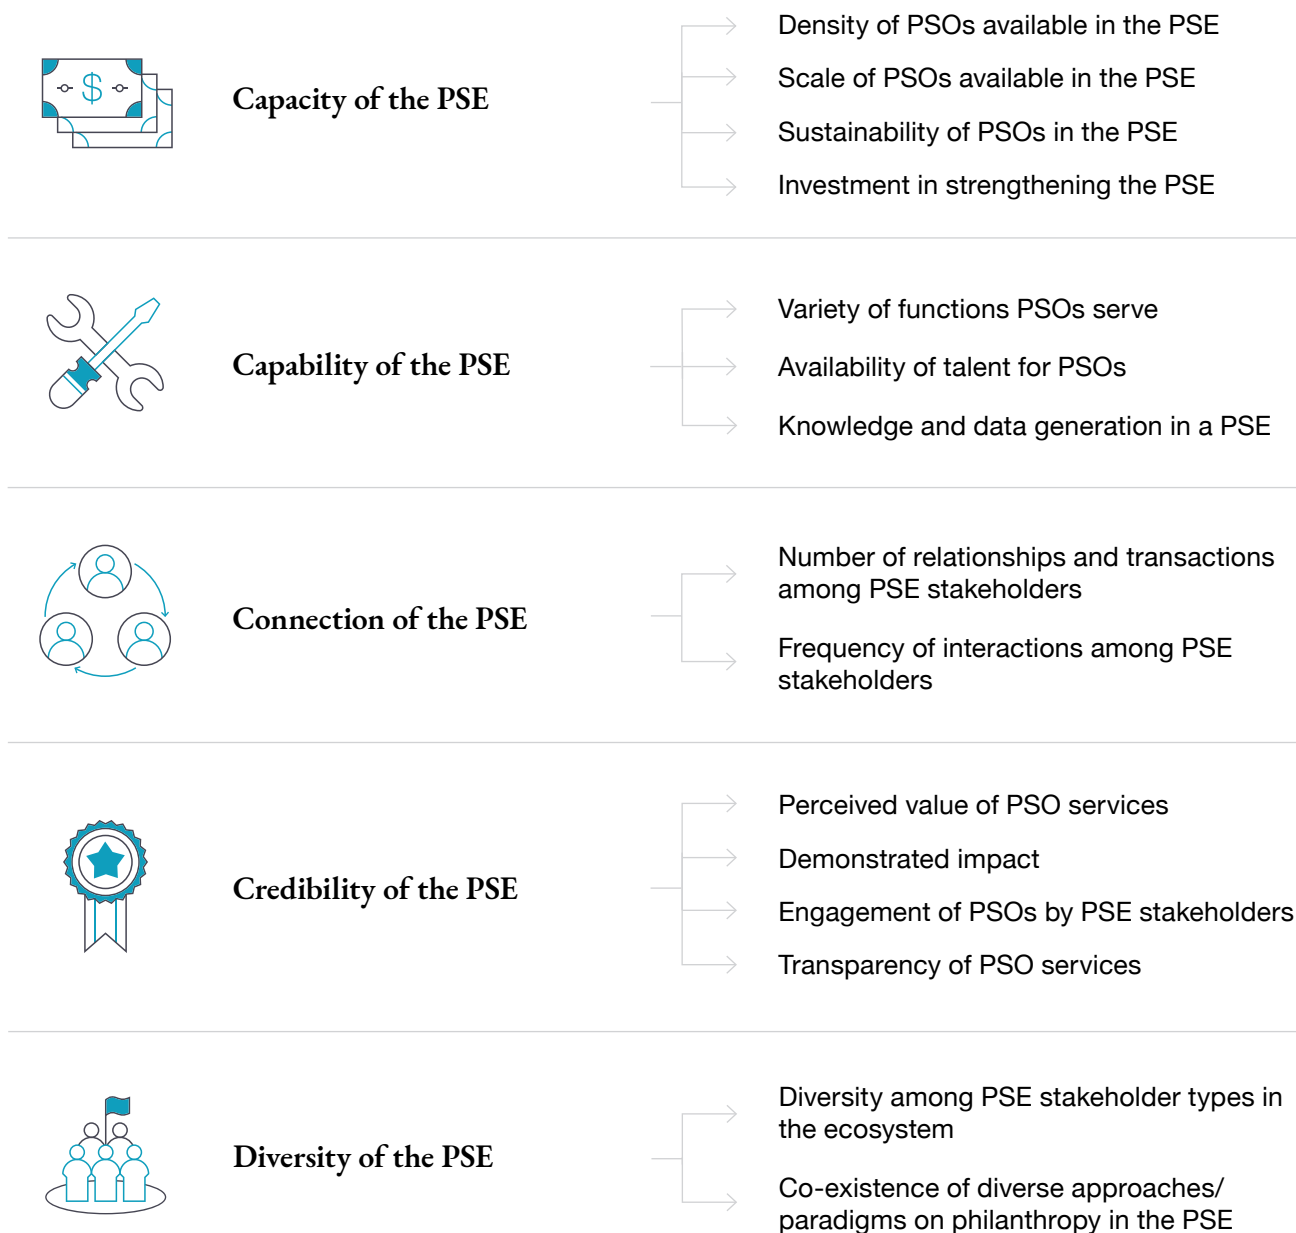 Capacity of the PSE
Density of PSOs available in the PSE
Scale of PSOs available in the PSE
Sustainability of PSOs in the PSE
Investment in strengthening the PSE
Capability of the PSE
Variety of functions PSOs serve
Availability of talent for PSOs
Knowledge and data generation in a PSE
Connection of the PSE
Number of relationships and transactions
among PSE stakeholders
Frequency of interactions among PSE
stakeholders
Credibility of the PSE
Perceived value of PSO services
Demonstrated impact
Engagement of PSOs by PSE stakeholders
Transparency of PSO services
Diversity of the PSE
Diversity among PSE stakeholder types in
the ecosystem
Co-existence of diverse approaches/
paradigms on philanthropy in the PSE